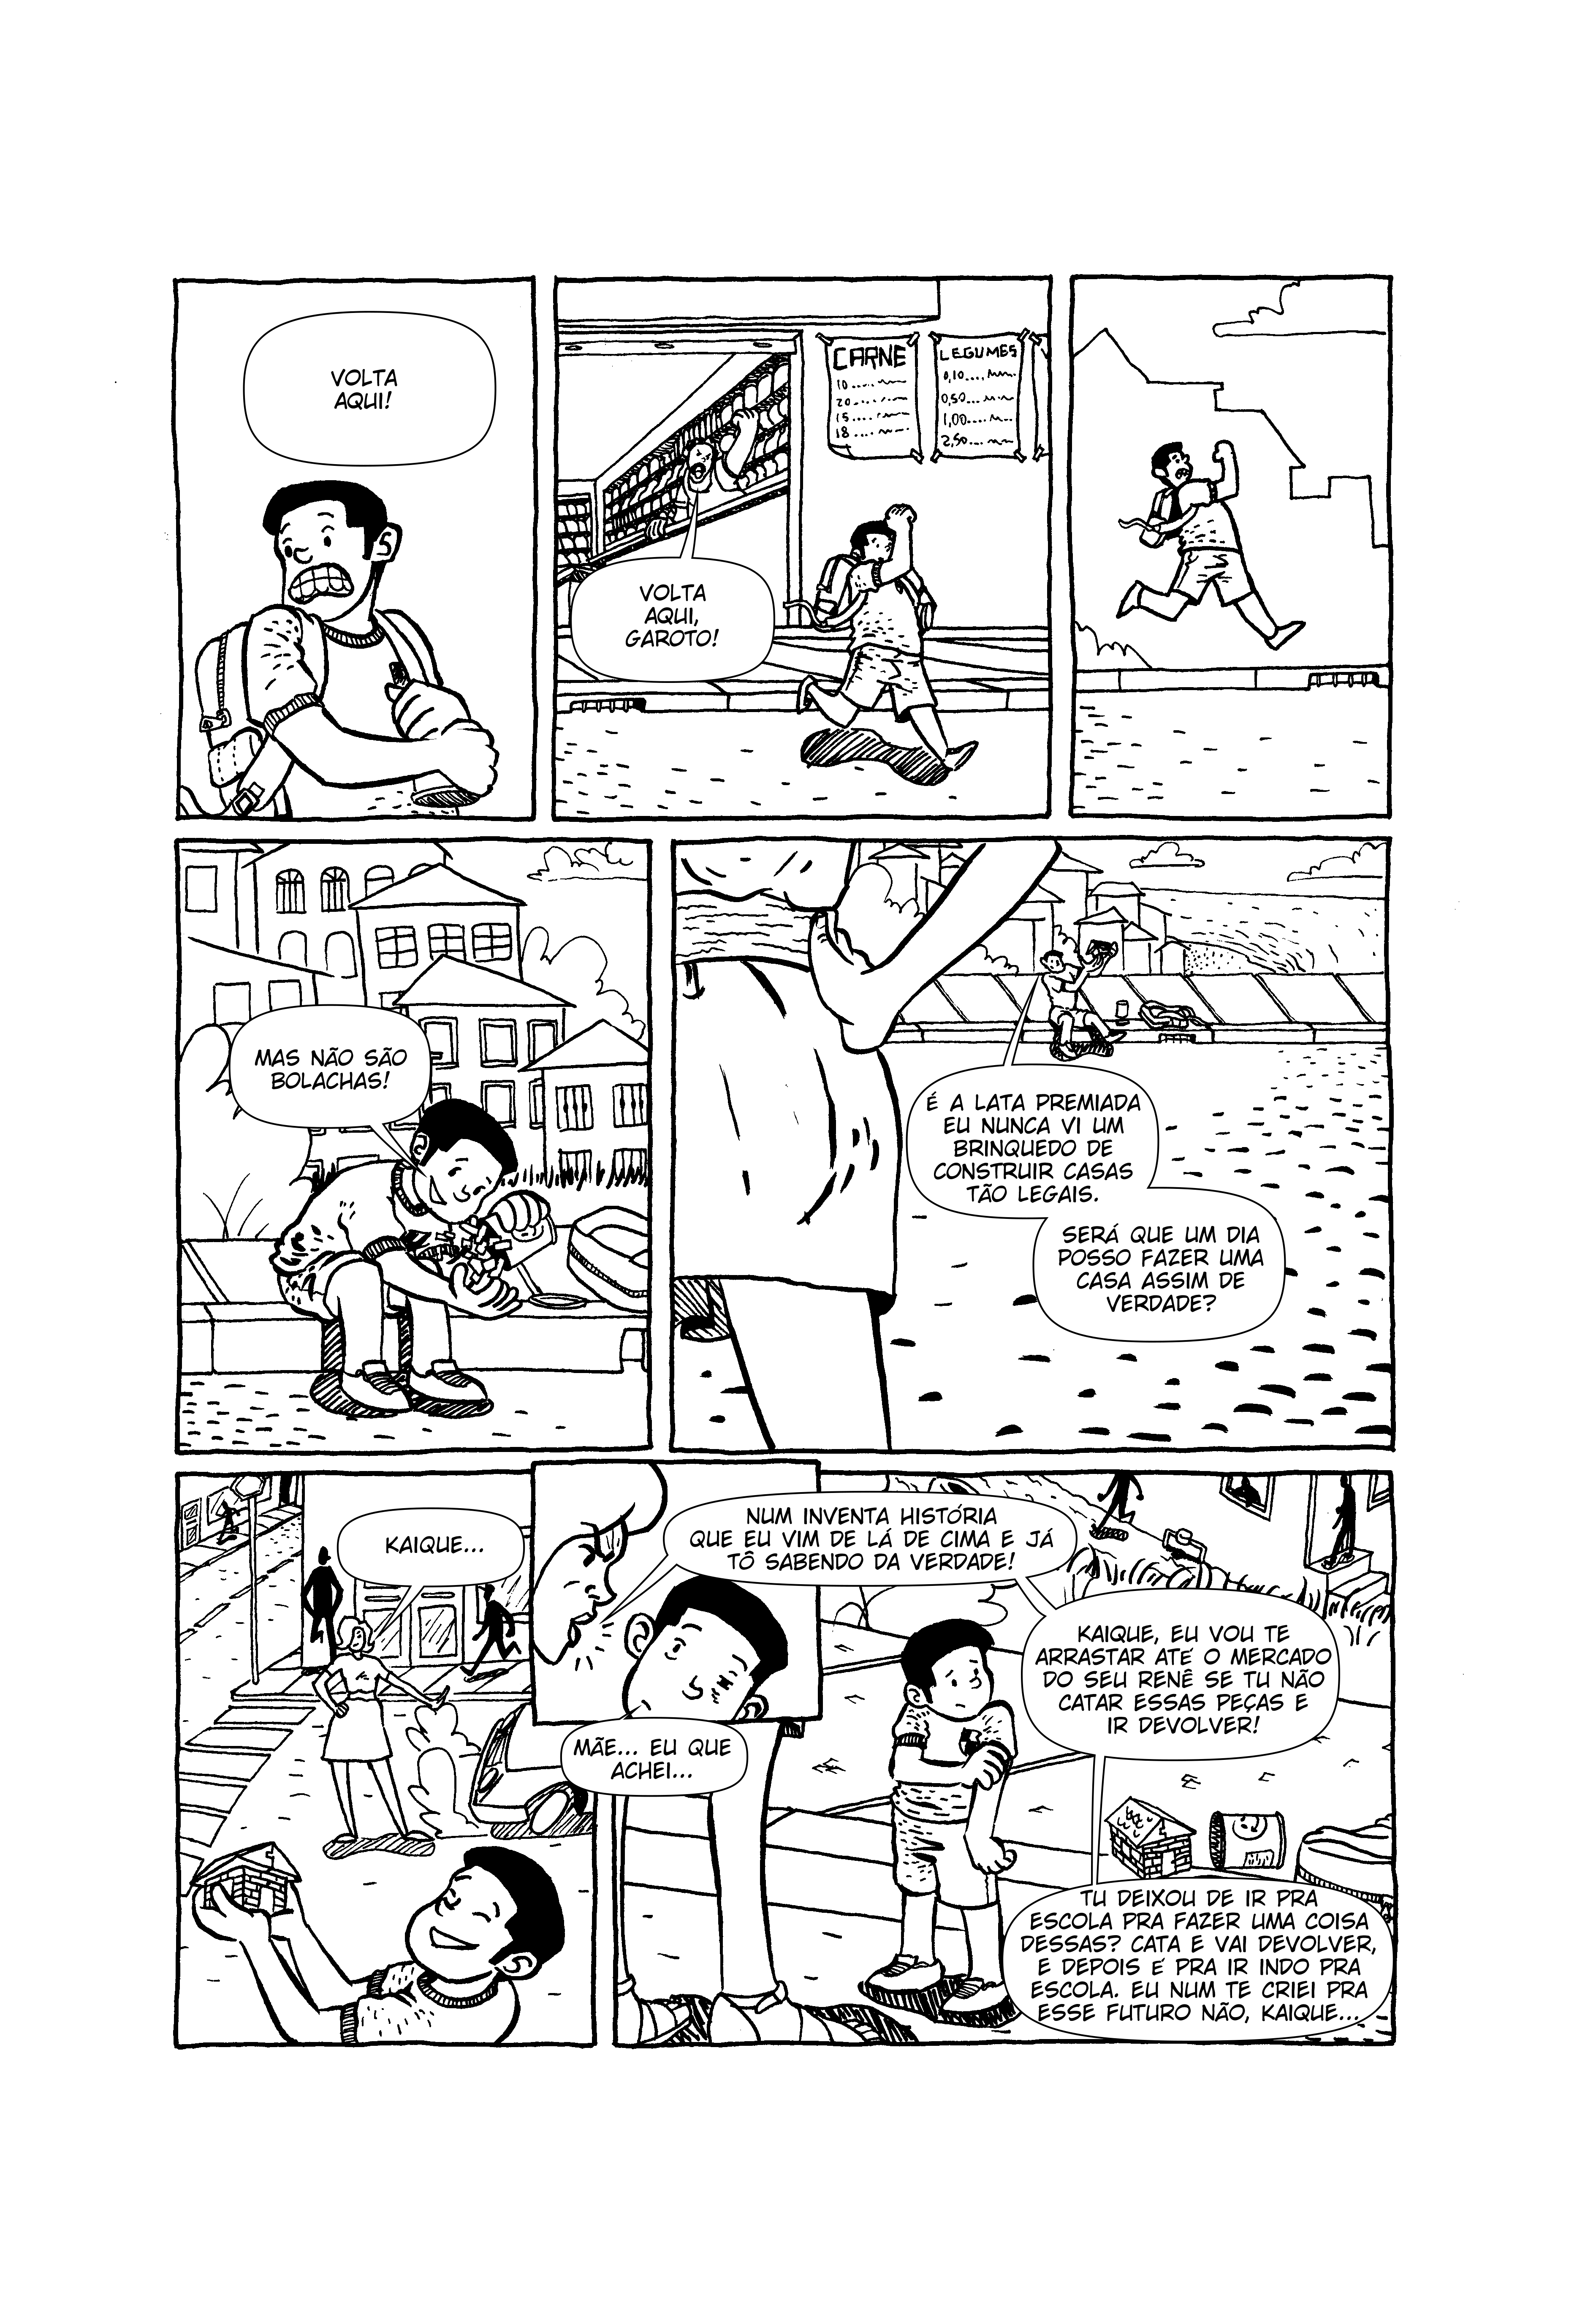 VOLTA
AQUI!
CARNE
10
20
15
18
LEGUMES
0,10
0,50
1,00
2,50
VOLTA
AQUI,
GAROTO!
MAS NÃO SÃO
BOLACHAS!
É A LATA PREMIADA
EU NUNCA VI UM
BRINQUEDO DE
CONSTRUIR CASAS
TÃO LEGAIS.
SERÁ QUE UM DIA
POSSO FAZER UMA
CASA ASSIM DE
VERDADE?
KAIQUE...
NUM INVENTA HISTÓRIA
QUE EU VIM DE LÁ DE CIMA E JÁ
TÔ SABENDO DA VERDADE!
MÃE... EU QUE
ACHEI...
KAIQUE, EU VOU TE
ARRASTAR ATÉ O MERCADO
DO SEU RENÊ SE TU NÃO
CATAR ESSAS PEÇAS E
IR DEVOLVER!
TU DEIXOU DE IR PRA
ESCOLA PRA FAZER UMA COISA
DESSAS? CATA E VAI DEVOLVER,
E DEPOIS É PRA IR INDO PRA
ESCOLA. EU NUM TE CRIEI PRA
ESSE FUTURO NÃO, KAIQUE...